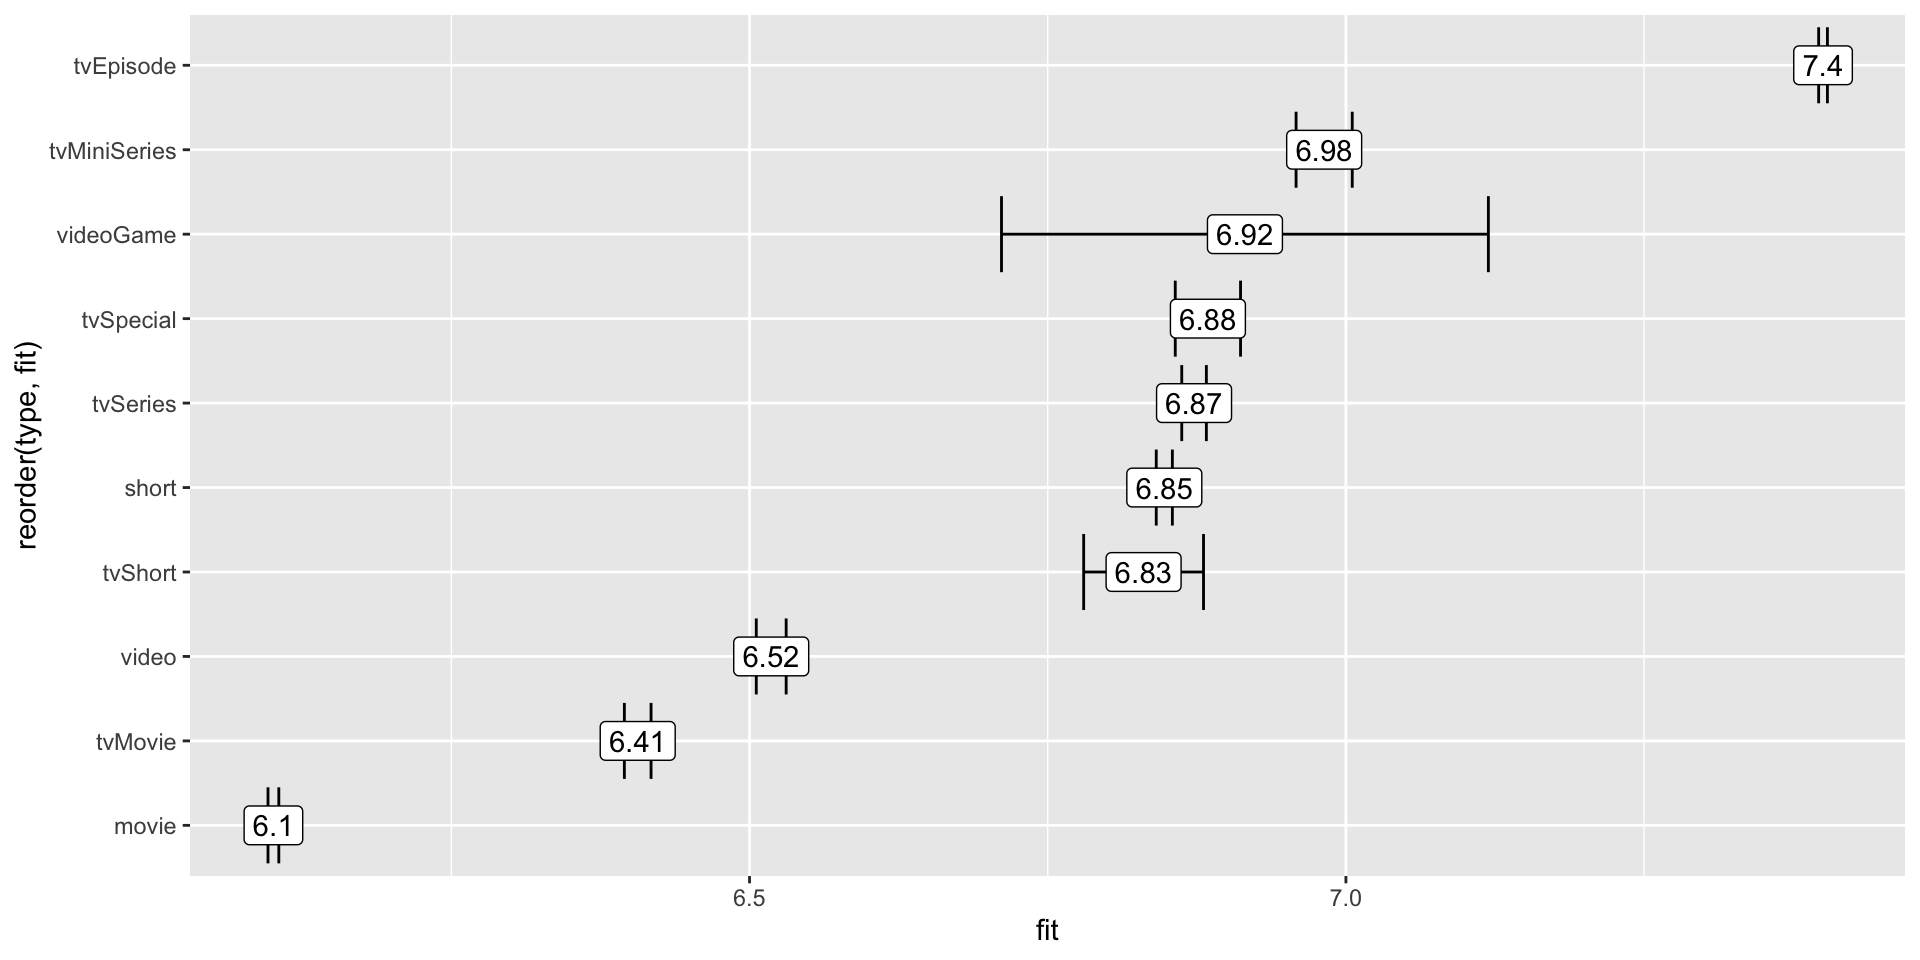 tvEpisode
7.4
tvMiniSeries
6.98
videoGame
6.92
tvSpecial
6.88
tvSeries
6.87
short
6.85
tvShort
6.83
video
6.52
tvMovie
6.41
movie
6.1
reorder(type, fit)
6.5
7.0
fit